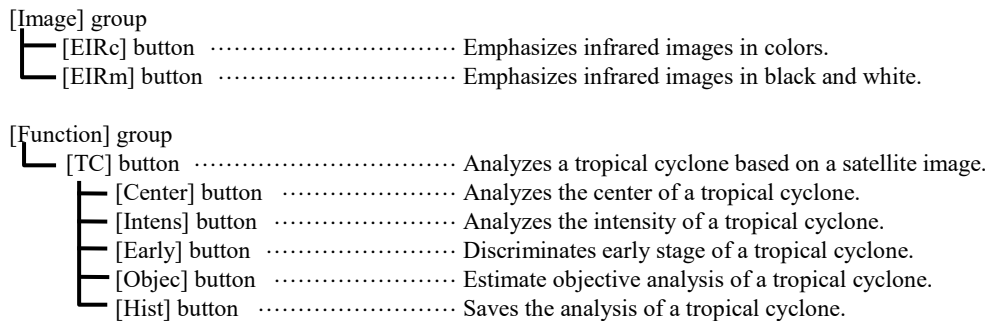 [Image] group
[EIRc] button ······························ Emphasizes infrared images in colors.
[EIRm] button ····························· Emphasizes infrared images in black and white.
[Function] group
[TC] button ································ Analyzes a tropical cyclone based on a satellite image.
[Center] button ····················· Analyzes the center of a tropical cyclone.
[Intens] button ······················ Analyzes the intensity of a tropical cyclone.
[Early] button ······················· Discriminates early stage of a tropical cyclone.
[Objec] button ······················ Estimate objective analysis of a tropical cyclone.
[Hist] button ························ Saves the analysis of a tropical cyclone.